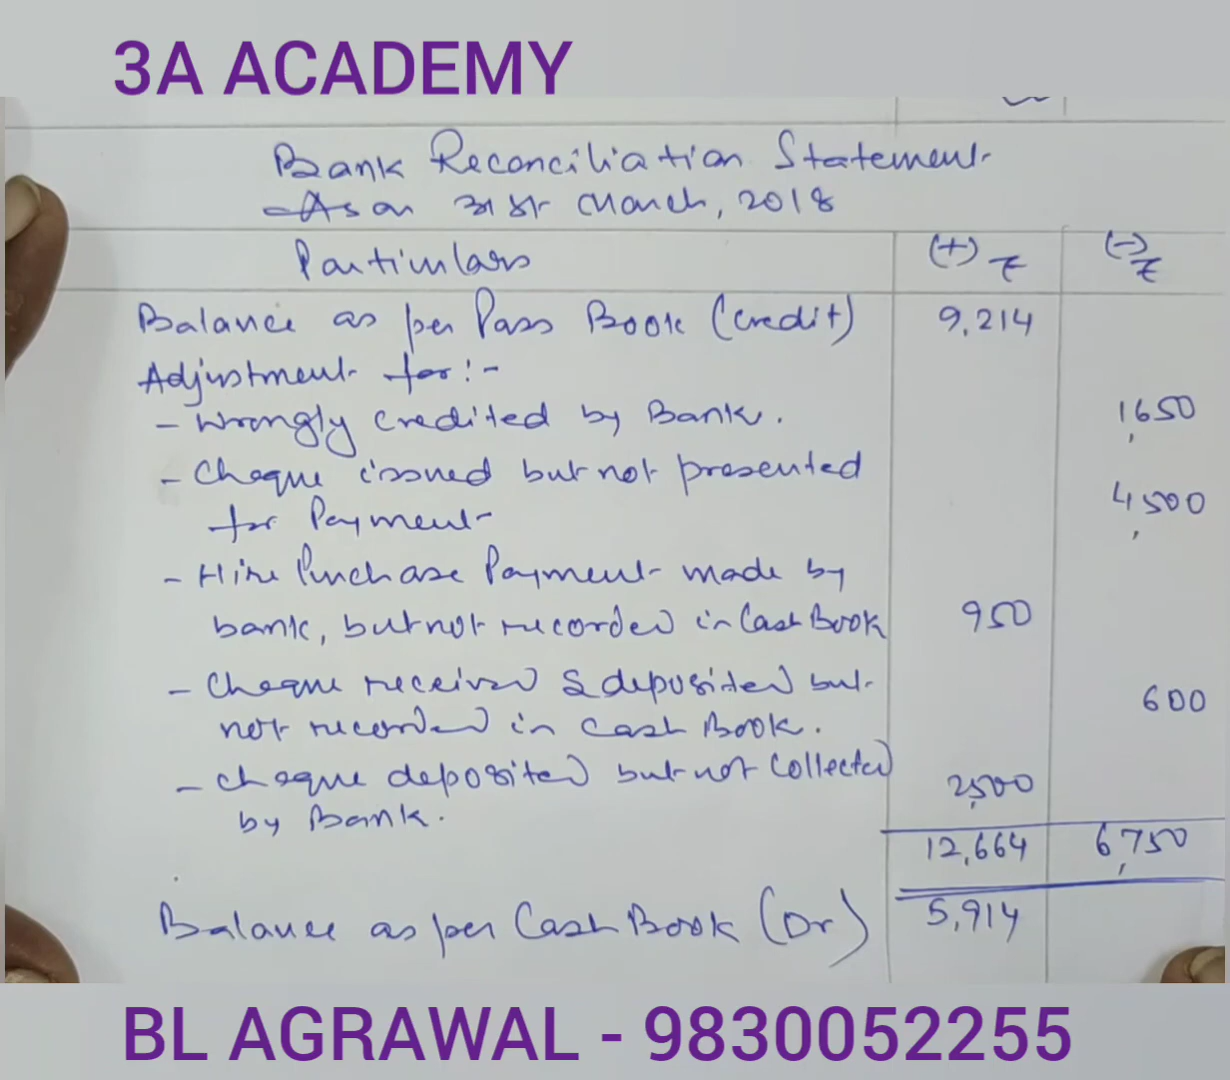 3A ACADEMY
Bank Reconciliation Statement
As on 31st March, 2018
Particulars (+) ₹ (-) ₹
Balance as per Pass Book (Credit) 9,214
Adjustment for:-
- Wrongly credited by Bank. 1,650
- Cheque issued but not presented
for Payment 4,500
- Hire Purchase Payment made by
bank, but not recorded in Cash Book 950
- Cheque received & deposited but
not recorded in Cash Book. 600
- Cheque deposited but not collected
by Bank. 2,500
12,664 6,750
Balance as per Cash Book (Dr) 5,914
BL AGRAWAL - 9830052255